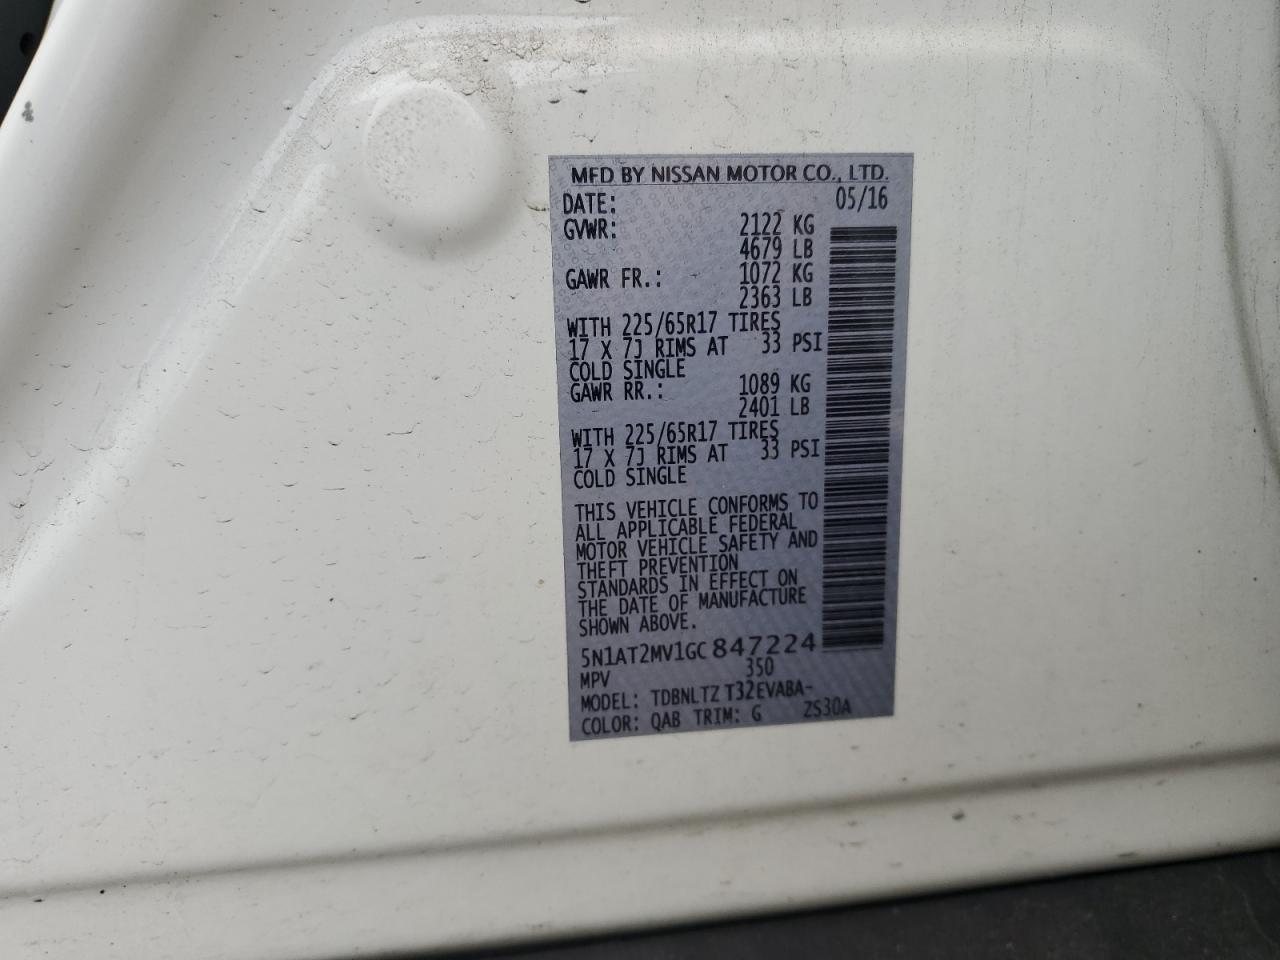 MFD BY NISSAN MOTOR CO., LTD.
DATE: 05/16
GVWR: 2122 KG
4679 LB
GAWR FR.: 1072 KG
2363 LB
WITH 225/65R17 TIRES
17 X 7J RIMS AT 33 PSI
COLD SINGLE
GAWR RR.: 1089 KG
2401 LB
WITH 225/65R17 TIRES
17 X 7J RIMS AT 33 PSI
COLD SINGLE
THIS VEHICLE CONFORMS TO
ALL APPLICABLE FEDERAL
MOTOR VEHICLE SAFETY AND
THEFT PREVENTION
STANDARDS IN EFFECT ON
THE DATE OF MANUFACTURE
SHOWN ABOVE.
5N1AT2MV1GC847224
MPV 350
MODEL: TDBNLTZ T32EVABA-
COLOR: QAB TRIM: G ZS30A